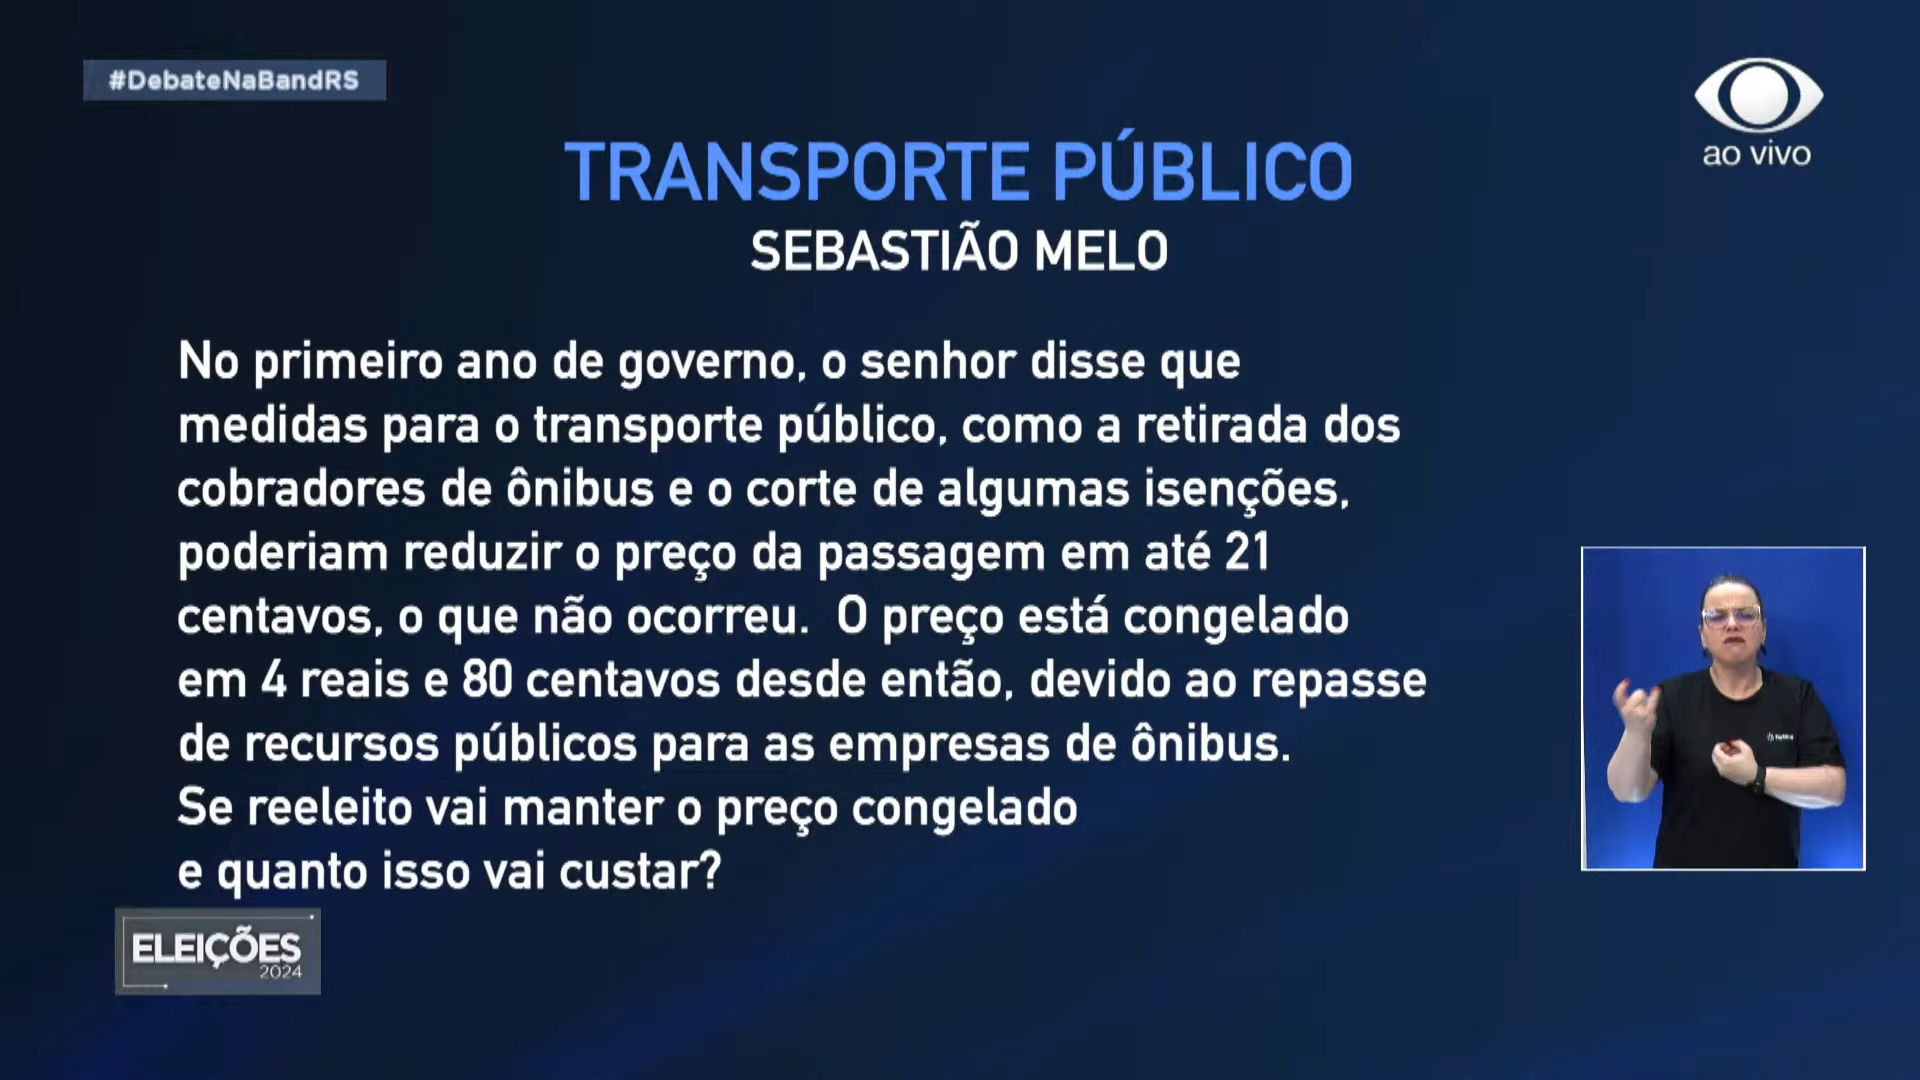 #DebateNaBandRS
ao vivo
TRANSPORTE PÚBLICO
SEBASTIÃO MELO
No primeiro ano de governo, o senhor disse que
medidas para o transporte público, como a retirada dos
cobradores de ônibus e o corte de algumas isenções,
poderiam reduzir o preço da passagem em até 21
centavos, o que não ocorreu.  O preço está congelado
em 4 reais e 80 centavos desde então, devido ao repasse
de recursos públicos para as empresas de ônibus.
Se reeleito vai manter o preço congelado
e quanto isso vai custar?
ELEIÇÕES
2024